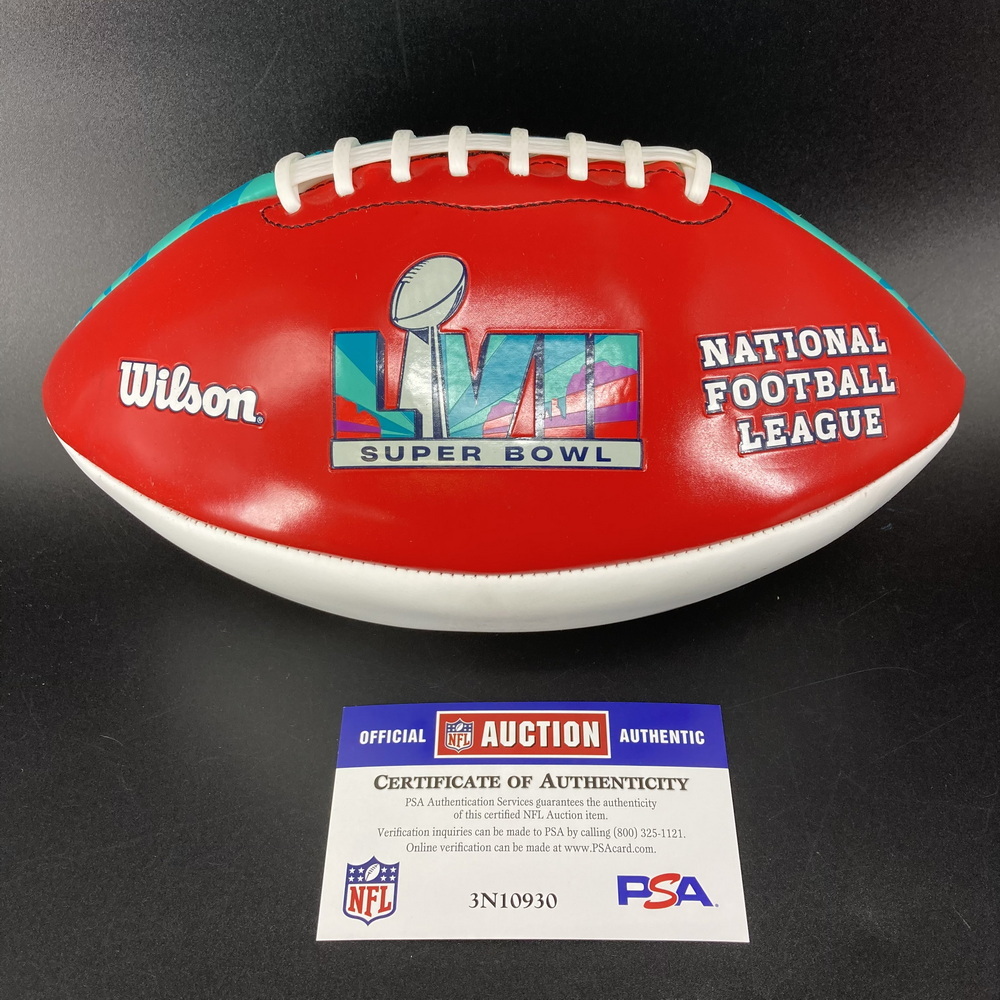 Wilson®
LVII
SUPER BOWL
NATIONAL
FOOTBALL
LEAGUE
OFFICIAL NFL AUCTION AUTHENTIC
CERTIFICATE OF AUTHENTICITY
PSA Authentication Services guarantees the authenticity
of this certified NFL Auction item.
Verification inquiries can be made to PSA by calling (800) 325-1121.
Online verification can be made at www.PSAcard.com.
NFL
3N10930
PSA